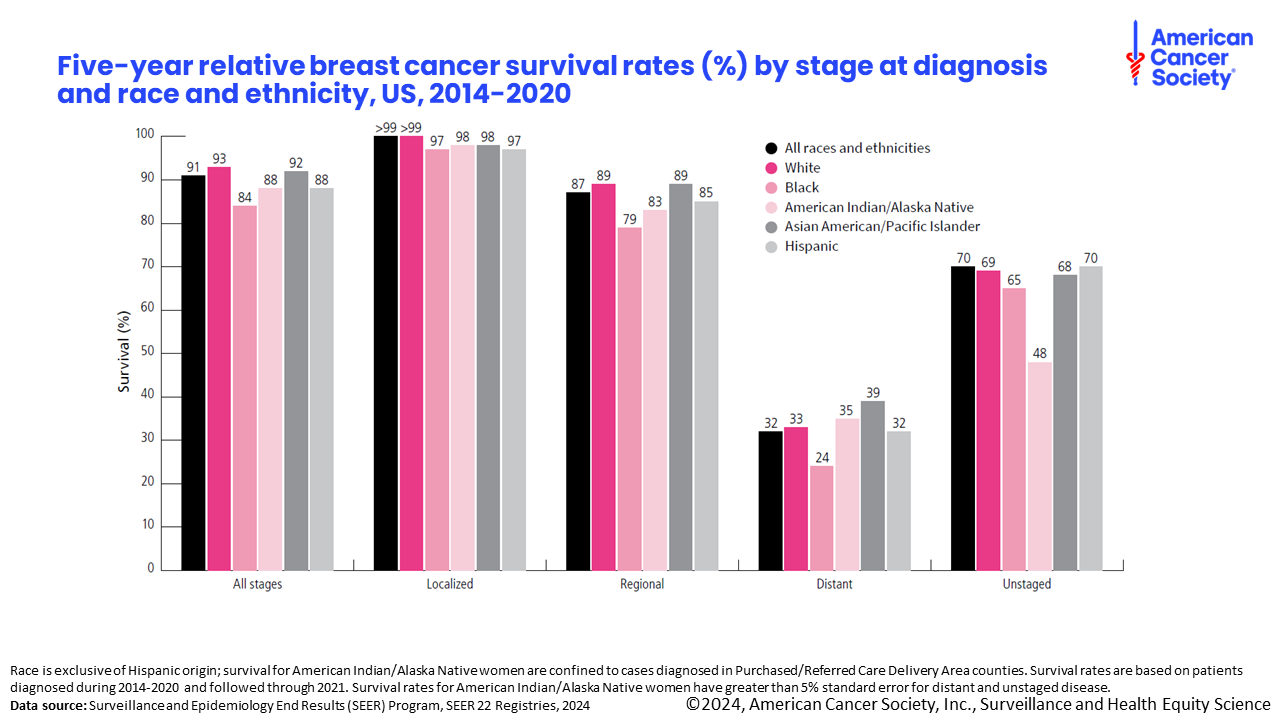 Five-year relative breast cancer survival rates (%) by stage at diagnosis
and race and ethnicity, US, 2014-2020
American
Cancer
Society®
Survival (%)
100
90
80
70
60
50
40
30
20
10
0
91
93
84
88
92
88
>99
>99
97
98
98
97
87
89
79
83
89
85
32
33
24
35
39
32
70
69
65
48
68
70
All races and ethnicities
White
Black
American Indian/Alaska Native
Asian American/Pacific Islander
Hispanic
All stages
Localized
Regional
Distant
Unstaged
Race is exclusive of Hispanic origin; survival for American Indian/Alaska Native women are confined to cases diagnosed in Purchased/Referred Care Delivery Area counties. Survival rates are based on patients
diagnosed during 2014-2020 and followed through 2021. Survival rates for American Indian/Alaska Native women have greater than 5% standard error for distant and unstaged disease.
Data source: Surveillance and Epidemiology End Results (SEER) Program, SEER 22 Registries, 2024
©2024, American Cancer Society, Inc., Surveillance and Health Equity Science